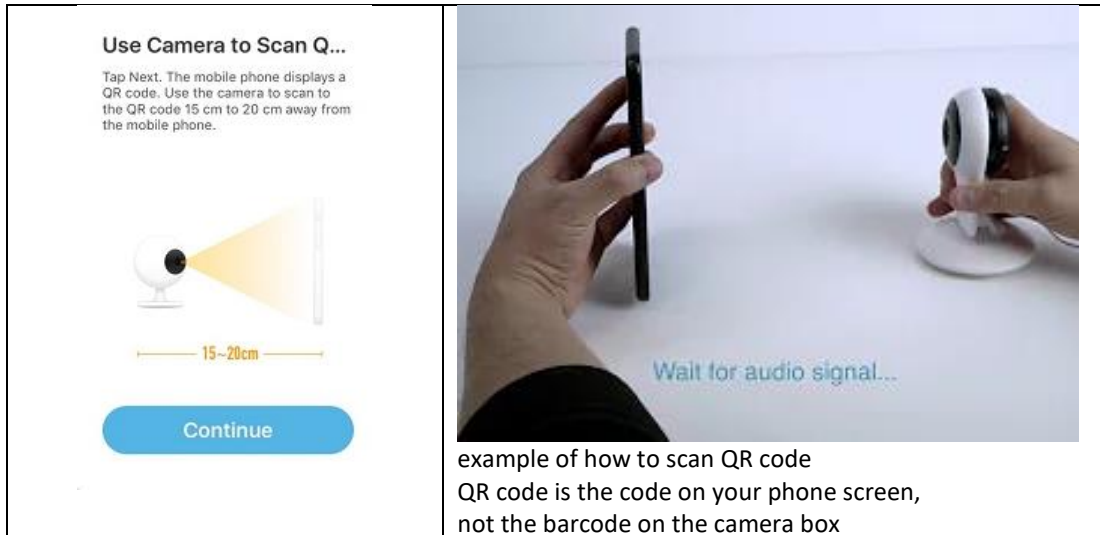 Use Camera to Scan Q...
Tap Next. The mobile phone displays a
QR code. Use the camera to scan to
the QR code 15 cm to 20 cm away from
the mobile phone.
15~20cm
Continue
Wait for audio signal...
example of how to scan QR code
QR code is the code on your phone screen,
not the barcode on the camera box